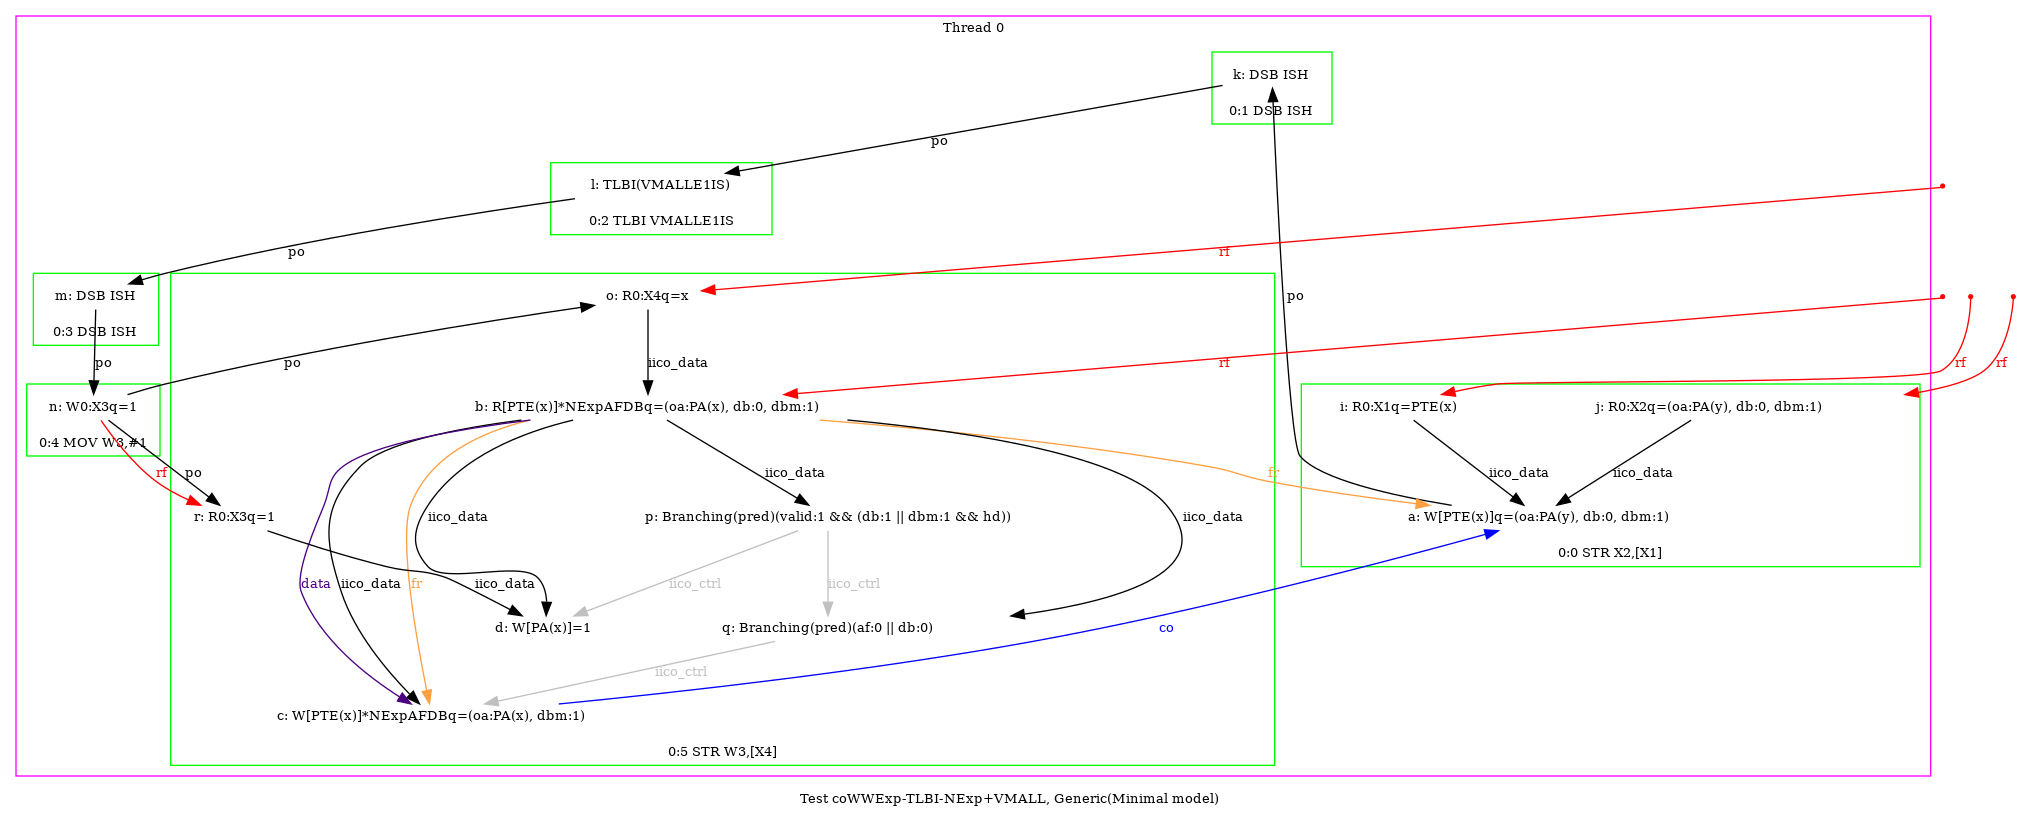 Thread 0
k: DSB ISH
0:1 DSB ISH
po
l: TLBI(VMALLE1IS)
0:2 TLBI VMALLE1IS
po
rf
m: DSB ISH
0:3 DSB ISH
o: R0:X4q=x
po
po
po
iico_data
rf
rf
rf
n: W0:X3q=1
0:4 MOV W3,#1
b: R[PTE(x)]*NExpAFDBq=(oa:PA(x), db:0, dbm:1)
i: R0:X1q=PTE(x)
j: R0:X2q=(oa:PA(y), db:0, dbm:1)
rf
po
iico_data
fr
iico_data
iico_data
r: R0:X3q=1
iico_data
p: Branching(pred)(valid:1 && (db:1 || dbm:1 && hd))
iico_data
a: W[PTE(x)]q=(oa:PA(y), db:0, dbm:1)
0:0 STR X2,[X1]
data
iico_data
fr
iico_data
iico_ctrl
iico_ctrl
d: W[PA(x)]=1
q: Branching(pred)(af:0 || db:0)
co
iico_ctrl
c: W[PTE(x)]*NExpAFDBq=(oa:PA(x), dbm:1)
0:5 STR W3,[X4]
Test coWWExp-TLBI-NExp+VMALL, Generic(Minimal model)